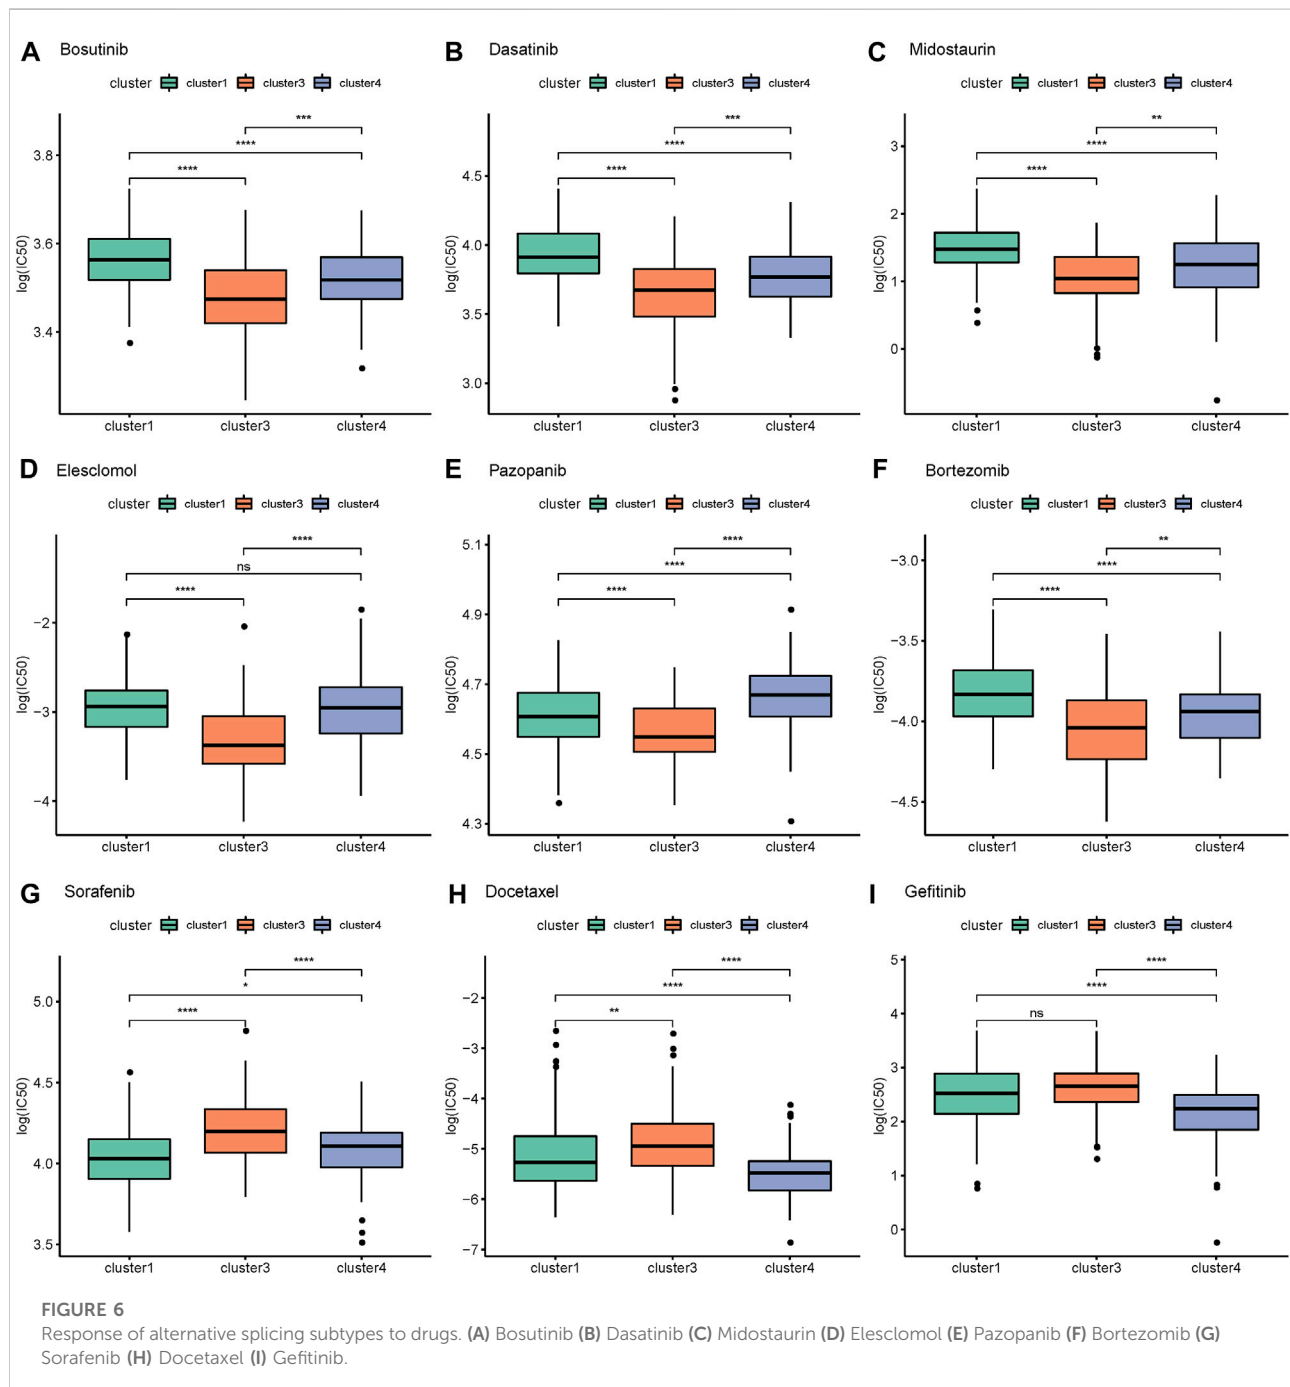 A Bosutinib
cluster cluster1 cluster3 cluster4
***
****
****
3.8
3.6
3.4
log(IC50)
cluster1 cluster3 cluster4
B Dasatinib
cluster cluster1 cluster3 cluster4
***
****
****
4.5
4.0
3.5
3.0
log(IC50)
cluster1 cluster3 cluster4
C Midostaurin
cluster cluster1 cluster3 cluster4
**
****
****
3
2
1
0
log(IC50)
cluster1 cluster3 cluster4
D Elesclomol
cluster cluster1 cluster3 cluster4
****
ns
****
−2
−3
−4
log(IC50)
cluster1 cluster3 cluster4
E Pazopanib
cluster cluster1 cluster3 cluster4
****
****
****
5.1
4.9
4.7
4.5
4.3
log(IC50)
cluster1 cluster3 cluster4
F Bortezomib
cluster cluster1 cluster3 cluster4
**
****
****
−3.0
−3.5
−4.0
−4.5
log(IC50)
cluster1 cluster3 cluster4
G Sorafenib
cluster cluster1 cluster3 cluster4
****
*
****
5.0
4.5
4.0
3.5
log(IC50)
cluster1 cluster3 cluster4
H Docetaxel
cluster cluster1 cluster3 cluster4
****
****
**
−2
−3
−4
−5
−6
−7
log(IC50)
cluster1 cluster3 cluster4
I Gefitinib
cluster cluster1 cluster3 cluster4
****
****
ns
5
4
3
2
1
0
log(IC50)
cluster1 cluster3 cluster4
FIGURE 6
Response of alternative splicing subtypes to drugs. (A) Bosutinib (B) Dasatinib (C) Midostaurin (D) Elesclomol (E) Pazopanib (F) Bortezomib (G)
Sorafenib (H) Docetaxel (I) Gefitinib.